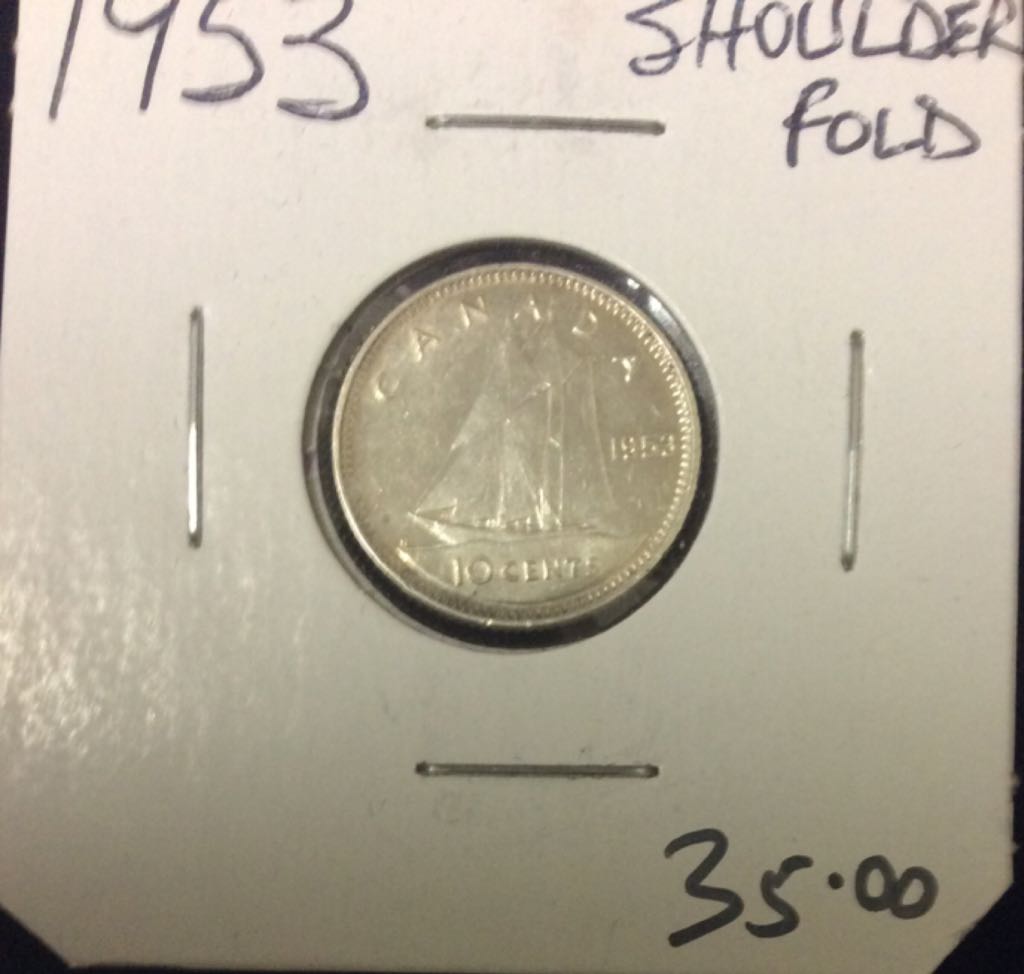 1953
SHOULDER
FOLD
CANADA
1953
10 CENTS
35.00